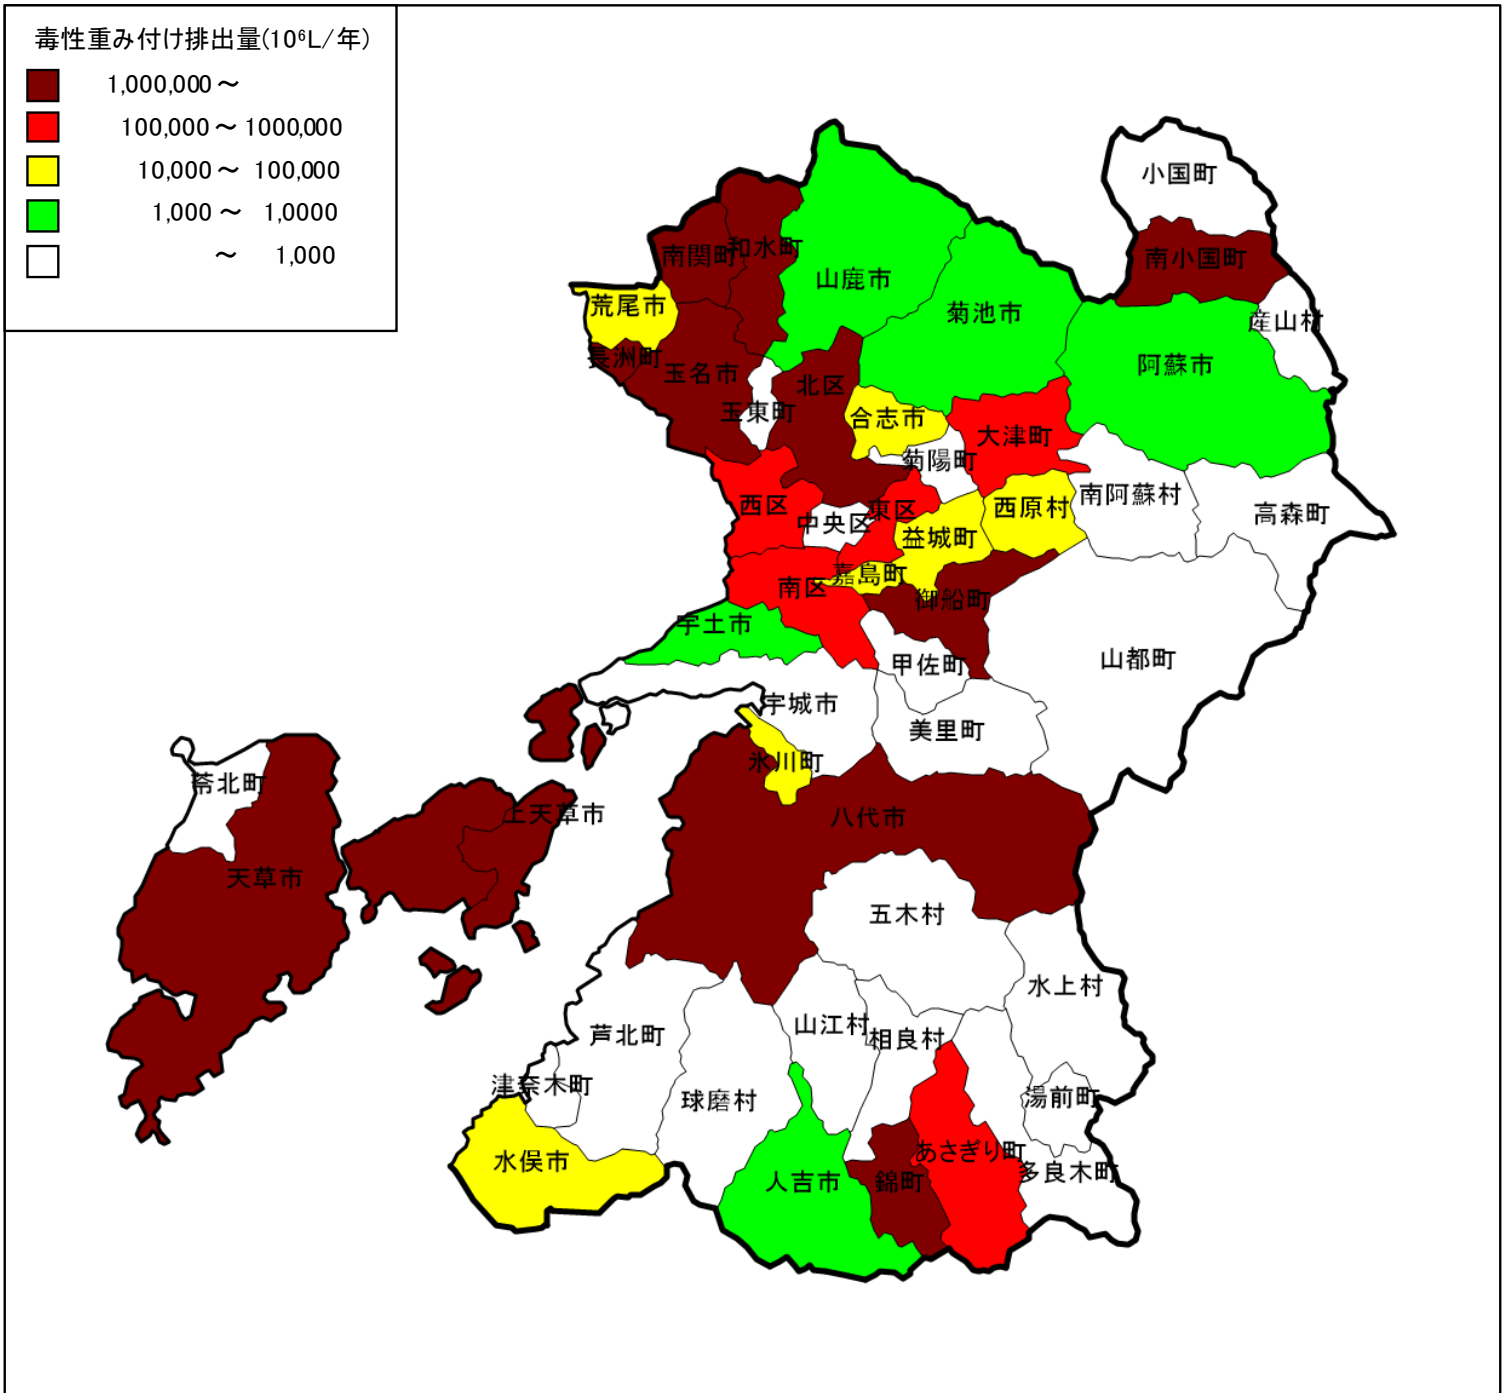 毒性重み付け排出量(10⁶L/年)
1,000,000～
100,000～1000,000
10,000～ 100,000
1,000～ 1,0000
～ 1,000
小国町
南小国町
南関町
和水町
山鹿市
荒尾市
菊池市
産山村
長洲町
玉名市
北区
阿蘇市
玉東町
合志市
大津町
菊陽町
西区
中央区
東区
西原村
南阿蘇村
高森町
益城町
嘉島町
南区
御船町
宇土市
甲佐町
山都町
宇城市
美里町
氷川町
苓北町
上天草市
八代市
天草市
五木村
水上村
山江村
相良村
芦北町
津奈木町
球磨村
湯前町
水俣市
あさぎり町
人吉市
錦町
多良木町